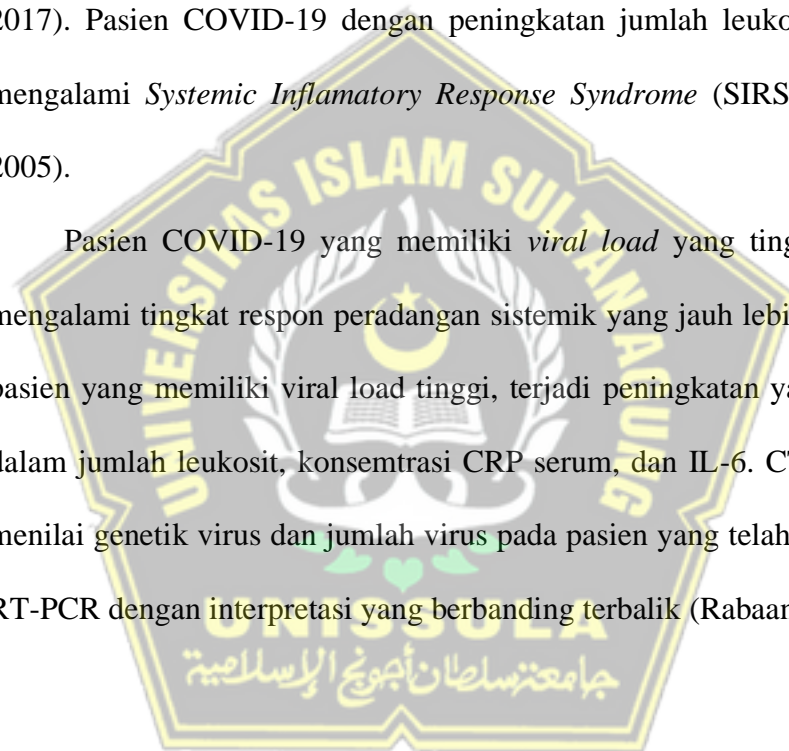 2017). Pasien COVID-19 dengan peningkatan jumlah leuko
mengalami Systemic Inflamatory Response Syndrome (SIRS
2005).
Pasien COVID-19 yang memiliki viral load yang ting
mengalami tingkat respon peradangan sistemik yang jauh lebi
pasien yang memiliki viral load tinggi, terjadi peningkatan ya
dalam jumlah leukosit, konsemtrasi CRP serum, dan IL-6. CT
menilai genetik virus dan jumlah virus pada pasien yang telah
RT-PCR dengan interpretasi yang berbanding terbalik (Rabaan
UNIVERSITAS ISLAM SULTAN AGUNG
UNISSULA
جامعتنسلطان أجونج الإسلامية